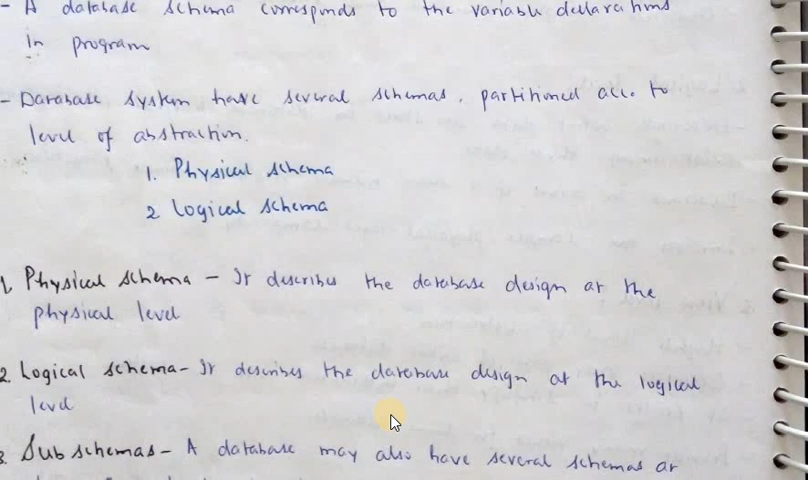 - A database schema corresponds to the variable declarations
in program
- Database system have several schemas, partitioned acc. to
level of abstraction.
1. Physical schema
2 Logical schema
1. Physical schema - It describes the database design at the
physical level
2. Logical schema - It describes the database design at the logical
level
3. Sub schemas - A database may also have several schemas at